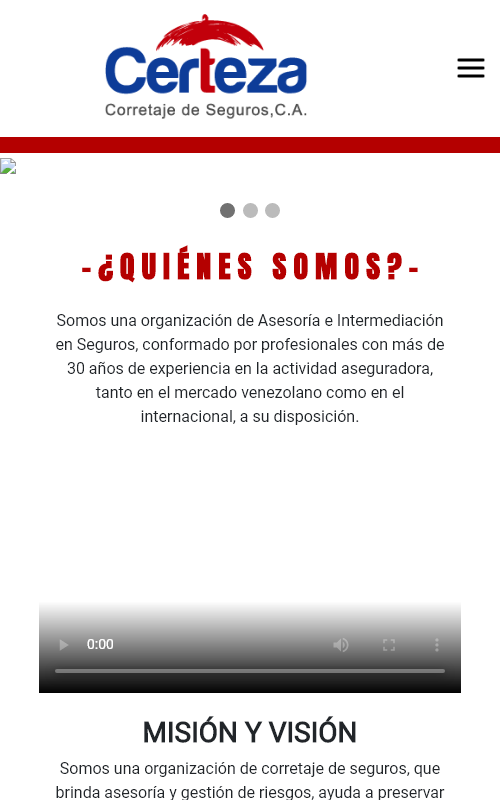 Certeza
Corretaje de Seguros,C.A.
-¿QUIÉNES SOMOS?-
Somos una organización de Asesoría e Intermediación
en Seguros, conformado por profesionales con más de
30 años de experiencia en la actividad aseguradora,
tanto en el mercado venezolano como en el
internacional, a su disposición.
0:00
MISIÓN Y VISIÓN
Somos una organización de corretaje de seguros, que
brinda asesoría y gestión de riesgos, ayuda a preservar